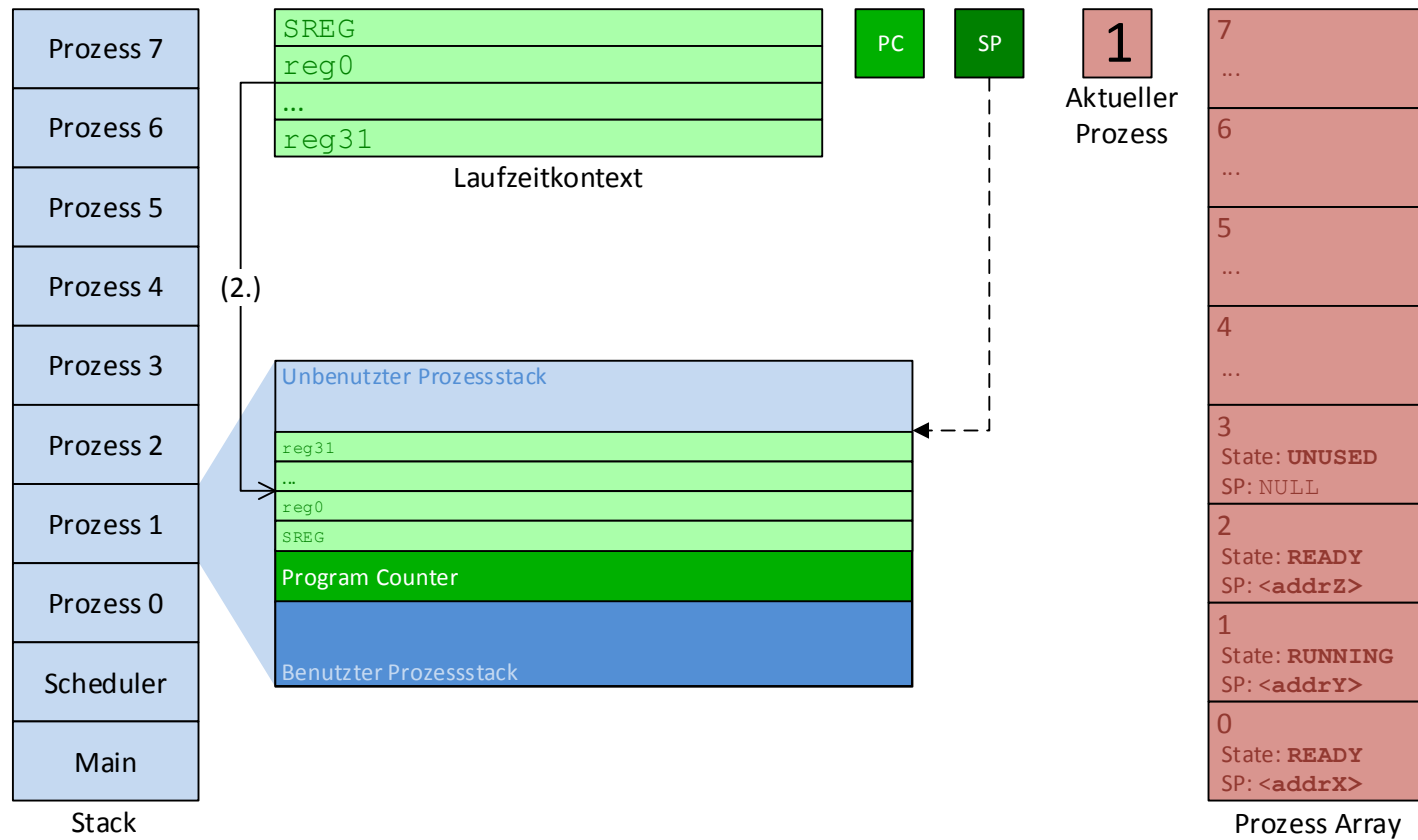 Prozess 7
Prozess 6
Prozess 5
Prozess 4
Prozess 3
Prozess 2
Prozess 1
Prozess 0
Scheduler
Main
Stack
SREG
reg0
...
reg31
Laufzeitkontext
(2.)
PC
SP
1
Aktueller
Prozess
Unbenutzter Prozessstack
reg31
...
reg0
SREG
Program Counter
Benutzter Prozessstack
7
...
6
...
5
...
4
...
3
State: UNUSED
SP: NULL
2
State: READY
SP: <addrZ>
1
State: RUNNING
SP: <addrY>
0
State: READY
SP: <addrX>
Prozess Array